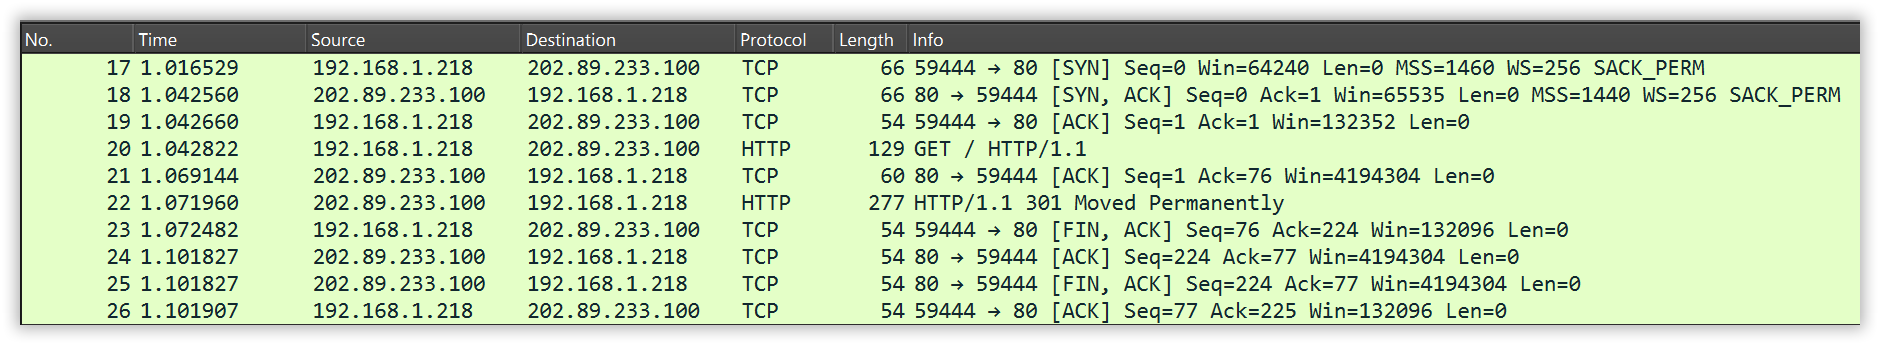 No. Time Source Destination Protocol Length Info
17 1.016529 192.168.1.218 202.89.233.100 TCP 66 59444 → 80 [SYN] Seq=0 Win=64240 Len=0 MSS=1460 WS=256 SACK_PERM
18 1.042560 202.89.233.100 192.168.1.218 TCP 66 80 → 59444 [SYN, ACK] Seq=0 Ack=1 Win=65535 Len=0 MSS=1440 WS=256 SACK_PERM
19 1.042660 192.168.1.218 202.89.233.100 TCP 54 59444 → 80 [ACK] Seq=1 Ack=1 Win=132352 Len=0
20 1.042822 192.168.1.218 202.89.233.100 HTTP 129 GET / HTTP/1.1
21 1.069144 202.89.233.100 192.168.1.218 TCP 60 80 → 59444 [ACK] Seq=1 Ack=76 Win=4194304 Len=0
22 1.071960 202.89.233.100 192.168.1.218 HTTP 277 HTTP/1.1 301 Moved Permanently
23 1.072482 192.168.1.218 202.89.233.100 TCP 54 59444 → 80 [FIN, ACK] Seq=76 Ack=224 Win=132096 Len=0
24 1.101827 202.89.233.100 192.168.1.218 TCP 54 80 → 59444 [ACK] Seq=224 Ack=77 Win=4194304 Len=0
25 1.101827 202.89.233.100 192.168.1.218 TCP 54 80 → 59444 [FIN, ACK] Seq=224 Ack=77 Win=4194304 Len=0
26 1.101907 192.168.1.218 202.89.233.100 TCP 54 59444 → 80 [ACK] Seq=77 Ack=225 Win=132096 Len=0